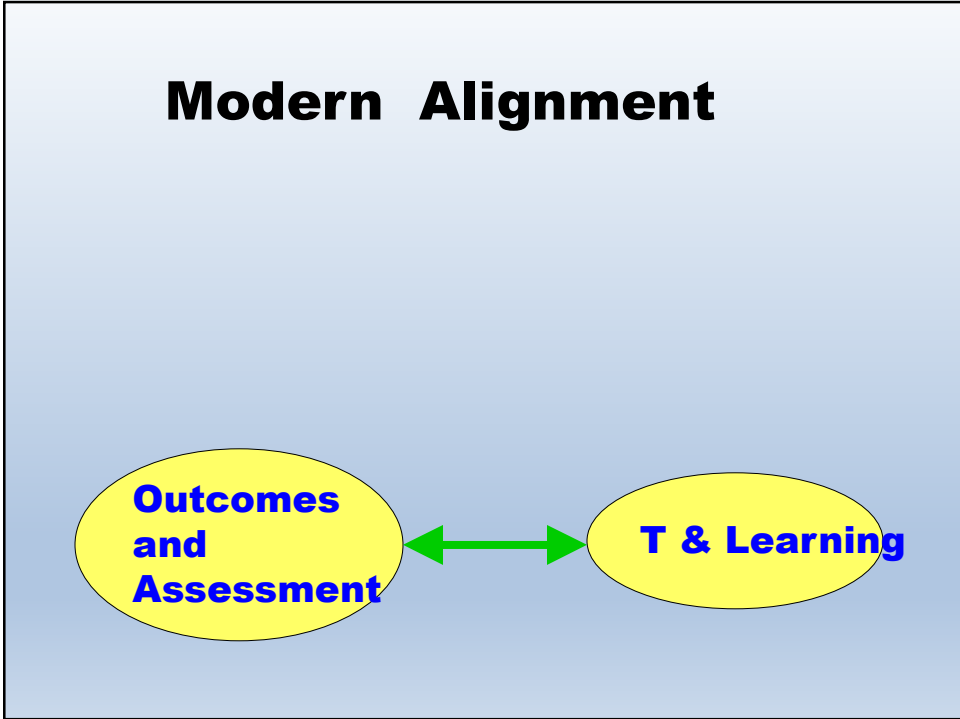 Modern Alignment
Outcomes
and
Assessment
T & Learning